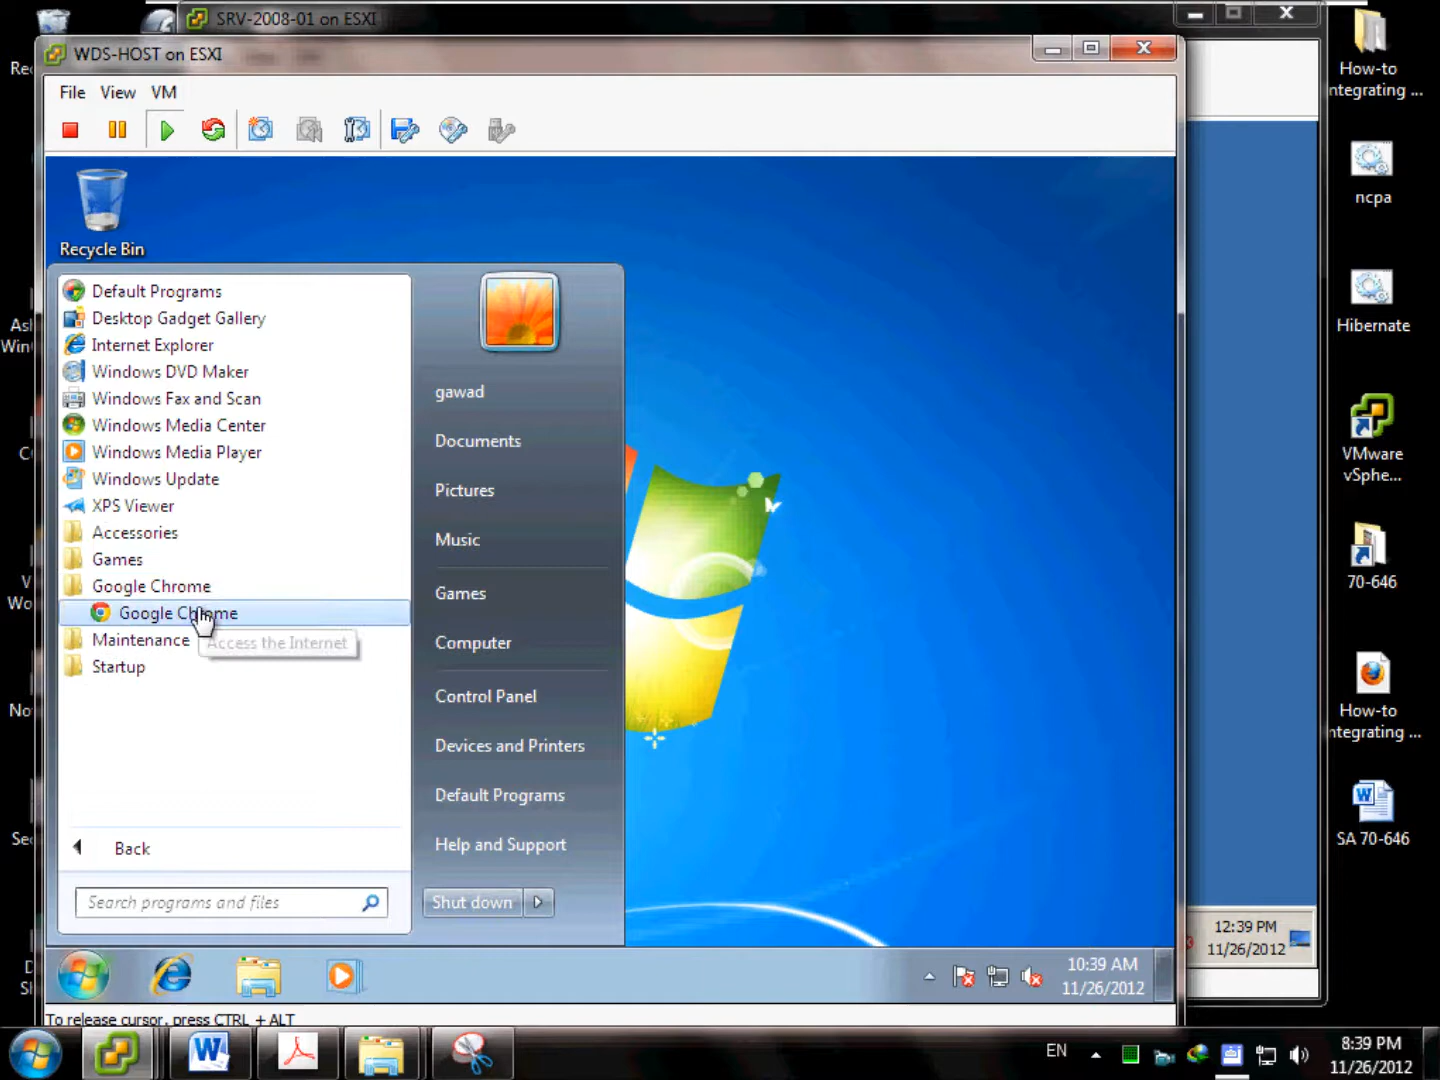 SRV-2008-01 on ESXI
WDS-HOST on ESXI
File View VM
Recycle Bin
Default Programs
Desktop Gadget Gallery
Internet Explorer
Windows DVD Maker
Windows Fax and Scan
Windows Media Center
Windows Media Player
Windows Update
XPS Viewer
Accessories
Games
Google Chrome
Google Chrome
Maintenance
Access the Internet
Startup
Back
Search programs and files
gawad
Documents
Pictures
Music
Games
Computer
Control Panel
Devices and Printers
Default Programs
Help and Support
Shut down
10:39 AM
11/26/2012
To release cursor, press CTRL + ALT
12:39 PM
11/26/2012
How-to
ntegrating ...
ncpa
Hibernate
VMware
vSphe...
70-646
How-to
ntegrating ...
SA 70-646
EN
8:39 PM
11/26/2012